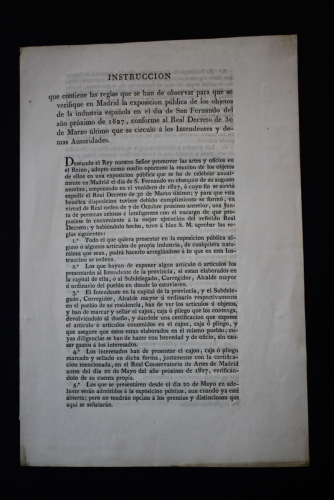 INSTRUCCION
que contiene las reglas que se han de observar para que se
verifique en Madrid la exposicion pública de los objetos
de la industria española en el dia de San Fernando del
año próximo de 1827, conforme al Real Decreto de 30
de Marzo último que se circuló á los Intendentes y de-
mas Autoridades.
Deseando el Rey nuestro Señor promover las artes y oficios en
el Reino, adoptó como medio oportuno la reunion de los objetos
de ellos en una exposicion pública que se ha de celebrar anual-
mente en Madrid el dia de S. Fernando en obsequio de su augusto
nombre, empezando en el venidero de 1827, á cuyo fin se sirvió
expedir el Real Decreto de 30 de Marzo último; y para que esta
benéfica disposicion tuviese debido cumplimiento se formó, en
virtud de Real órden de 7 de Octubre próximo anterior, una Jun-
ta de personas zelosas é inteligentes con el encargo de que pro-
pusiese lo conveniente á la mejor ejecucion del referido Real
Decreto; y habiéndolo hecho, tuvo á bien S. M. aprobar las re-
glas siguientes:
1.ª Todo el que quiera presentar en la exposicion pública al-
guno ó algunos artículos de propia industria, de cualquiera natu-
raleza que sean, podrá hacerlo arreglándose á lo que en esta Ins-
truccion se ordena.
2.ª Los que hayan de exponer algun artículo ó artículos los
presentarán al Intendente de la provincia, si estan elaborados en
la capital de ella, ó al Subdelegado, Corregidor, Alcalde mayor
ú ordinario del pueblo en donde lo estuvieren.
3.ª El Intendente en la capital de la provincia, y el Subdele-
gado, Corregidor, Alcalde mayor ú ordinario respectivamente
en el pueblo de su residencia, han de ver los artículos ú objetos,
y han de marcar y sellar el cajon, caja ó pliego que los contenga,
devolviéndolo al dueño, y dándole una certificacion que exprese
el artículo ó artículos contenidos en el cajon, caja ó pliego, y
que asegure que estos estan elaborados en el mismo pueblo; cu-
yas diligencias se han de hacer con brevedad y de oficio, sin cau-
sar gastos á los interesados.
4.ª Los interesados han de presentar el cajon, caja ó pliego
marcado y sellado en dicha forma, juntamente con la certifica-
cion mencionada, en el Real Conservatorio de Artes de Madrid
antes del dia 20 de Mayo del año próximo de 1827, verificán-
dolo de su cuenta propia.
5.ª Los que se presentaren desde el dia 20 de Mayo en ade-
lante serán admitidos á la exposicion pública, aun cuando ya esté
abierta; pero no tendrán opcion á los premios y distinciones que
aqui se señalarán.